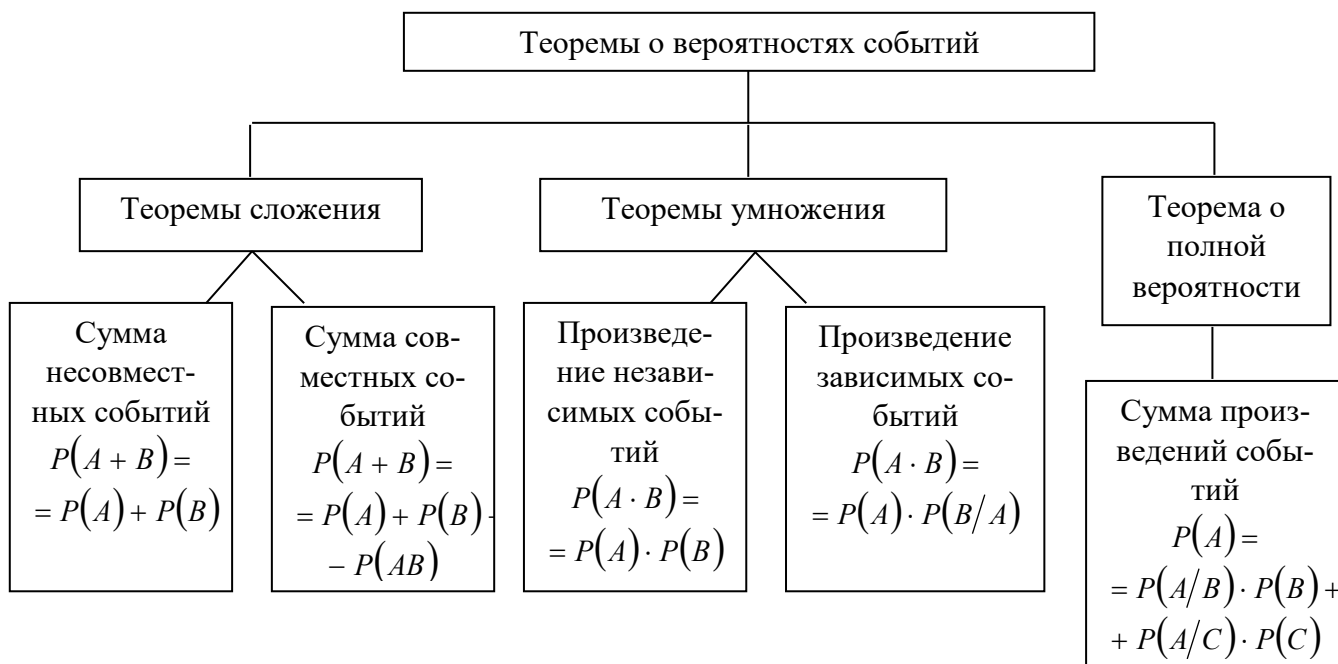 Теоремы о вероятностях событий
Теоремы сложения
Теоремы умножения
Теорема о
полной
вероятности
Сумма
несовмест-
ных событий
P(A + B) =
= P(A) + P(B)
Сумма сов-
местных со-
бытий
P(A + B) =
= P(A) + P(B) -
− P(AB)
Произведе-
ние незави-
симых собы-
тий
P(A · B) =
= P(A) · P(B)
Произведение
зависимых со-
бытий
P(A · B) =
= P(A) · P(B/A)
Сумма произ-
ведений собы-
тий
P(A) =
= P(A/B) · P(B) +
+ P(A/C) · P(C)